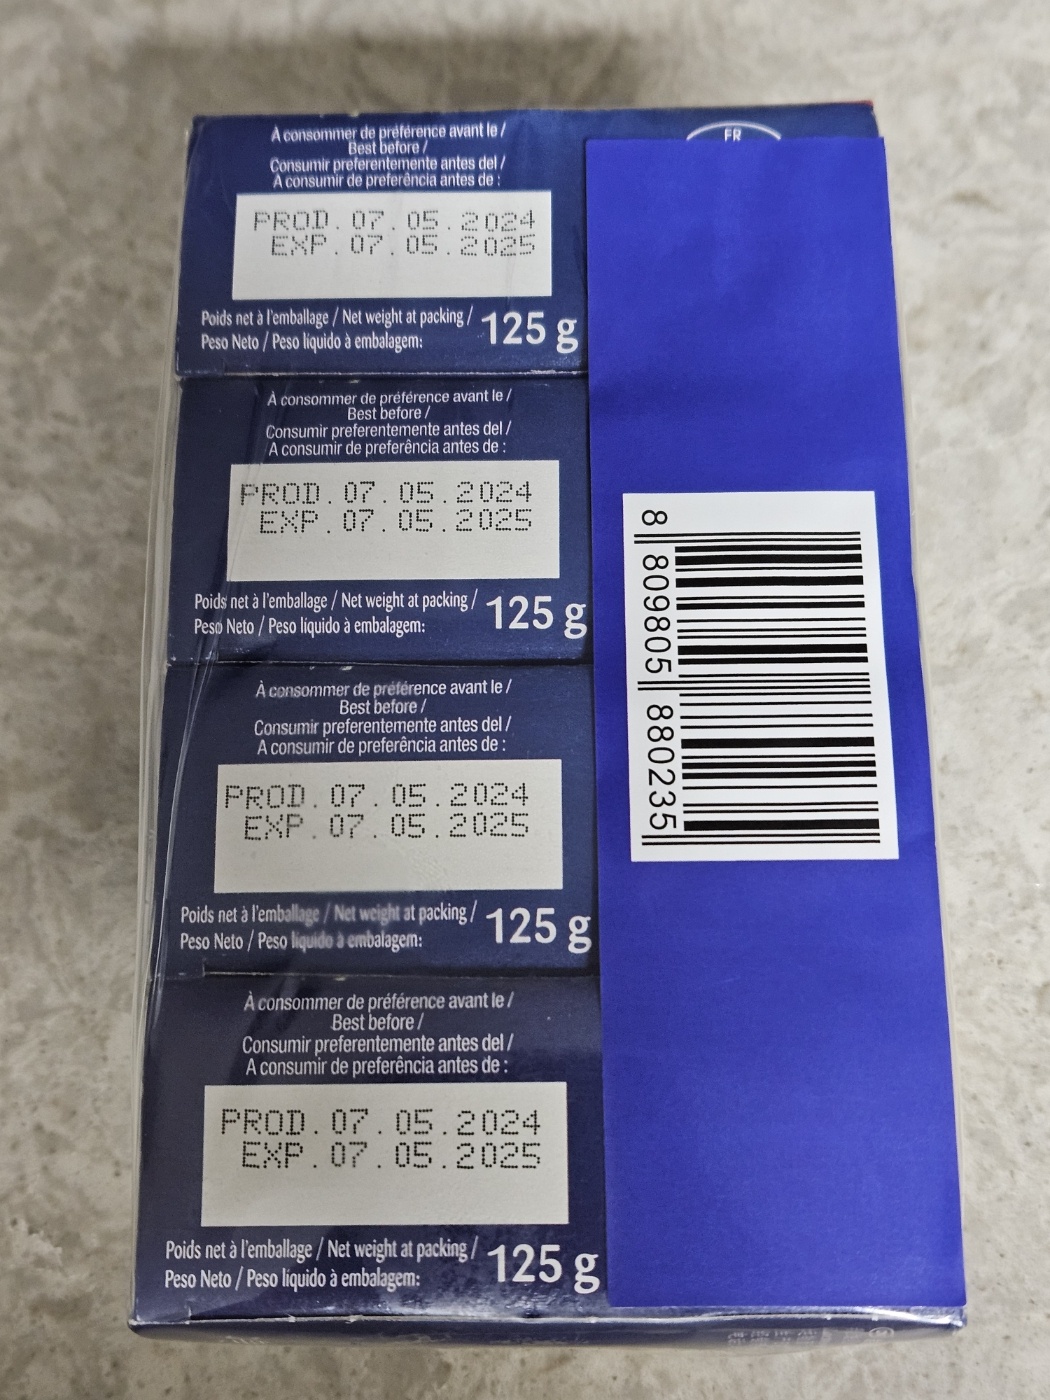 À consommer de préférence avant le /
Best before /
Consumir preferentemente antes del /
A consumir de preferência antes de :
PROD. 07. 05. 2024
EXP. 07. 05. 2025
Poids net à l'emballage / Net weight at packing /
Peso Neto / Peso líquido à embalagem:
125 g
À consommer de préférence avant le /
Best before /
Consumir preferentemente antes del /
A consumir de preferência antes de :
PROD. 07. 05. 2024
EXP. 07. 05. 2025
Poids net à l'emballage / Net weight at packing /
Peso Neto / Peso líquido à embalagem:
125 g
À consommer de préférence avant le /
Best before /
Consumir preferentemente antes del /
A consumir de preferência antes de :
PROD. 07. 05. 2024
EXP. 07. 05. 2025
Poids net à l'emballage / Net weight at packing /
Peso Neto / Peso líquido à embalagem:
125 g
À consommer de préférence avant le /
Best before /
Consumir preferentemente antes del /
A consumir de preferência antes de :
PROD. 07. 05. 2024
EXP. 07. 05. 2025
Poids net à l'emballage / Net weight at packing /
Peso Neto / Peso líquido à embalagem:
125 g
FR
8 809805 880235